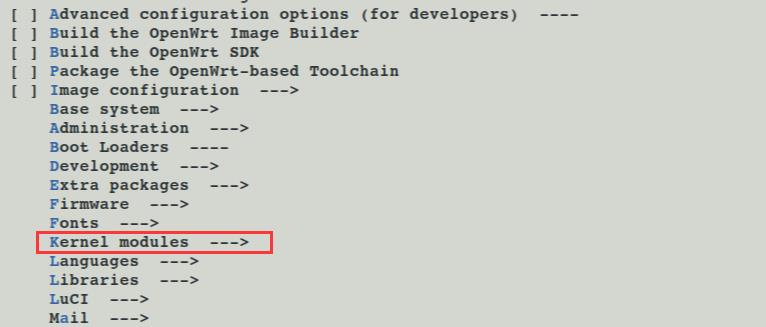 [ ] Advanced configuration options (for developers)  ----
[ ] Build the OpenWrt Image Builder
[ ] Build the OpenWrt SDK
[ ] Package the OpenWrt-based Toolchain
[ ] Image configuration  --->
Base system  --->
Administration  --->
Boot Loaders  ----
Development  --->
Extra packages  --->
Firmware  --->
Fonts  --->
Kernel modules  --->
Languages  --->
Libraries  --->
LuCI  --->
Mail  --->